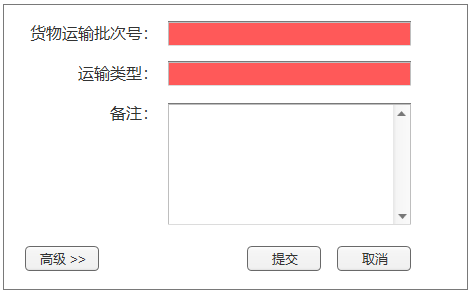 货物运输批次号：
运输类型：
备注：
高级 >>
提交
取消